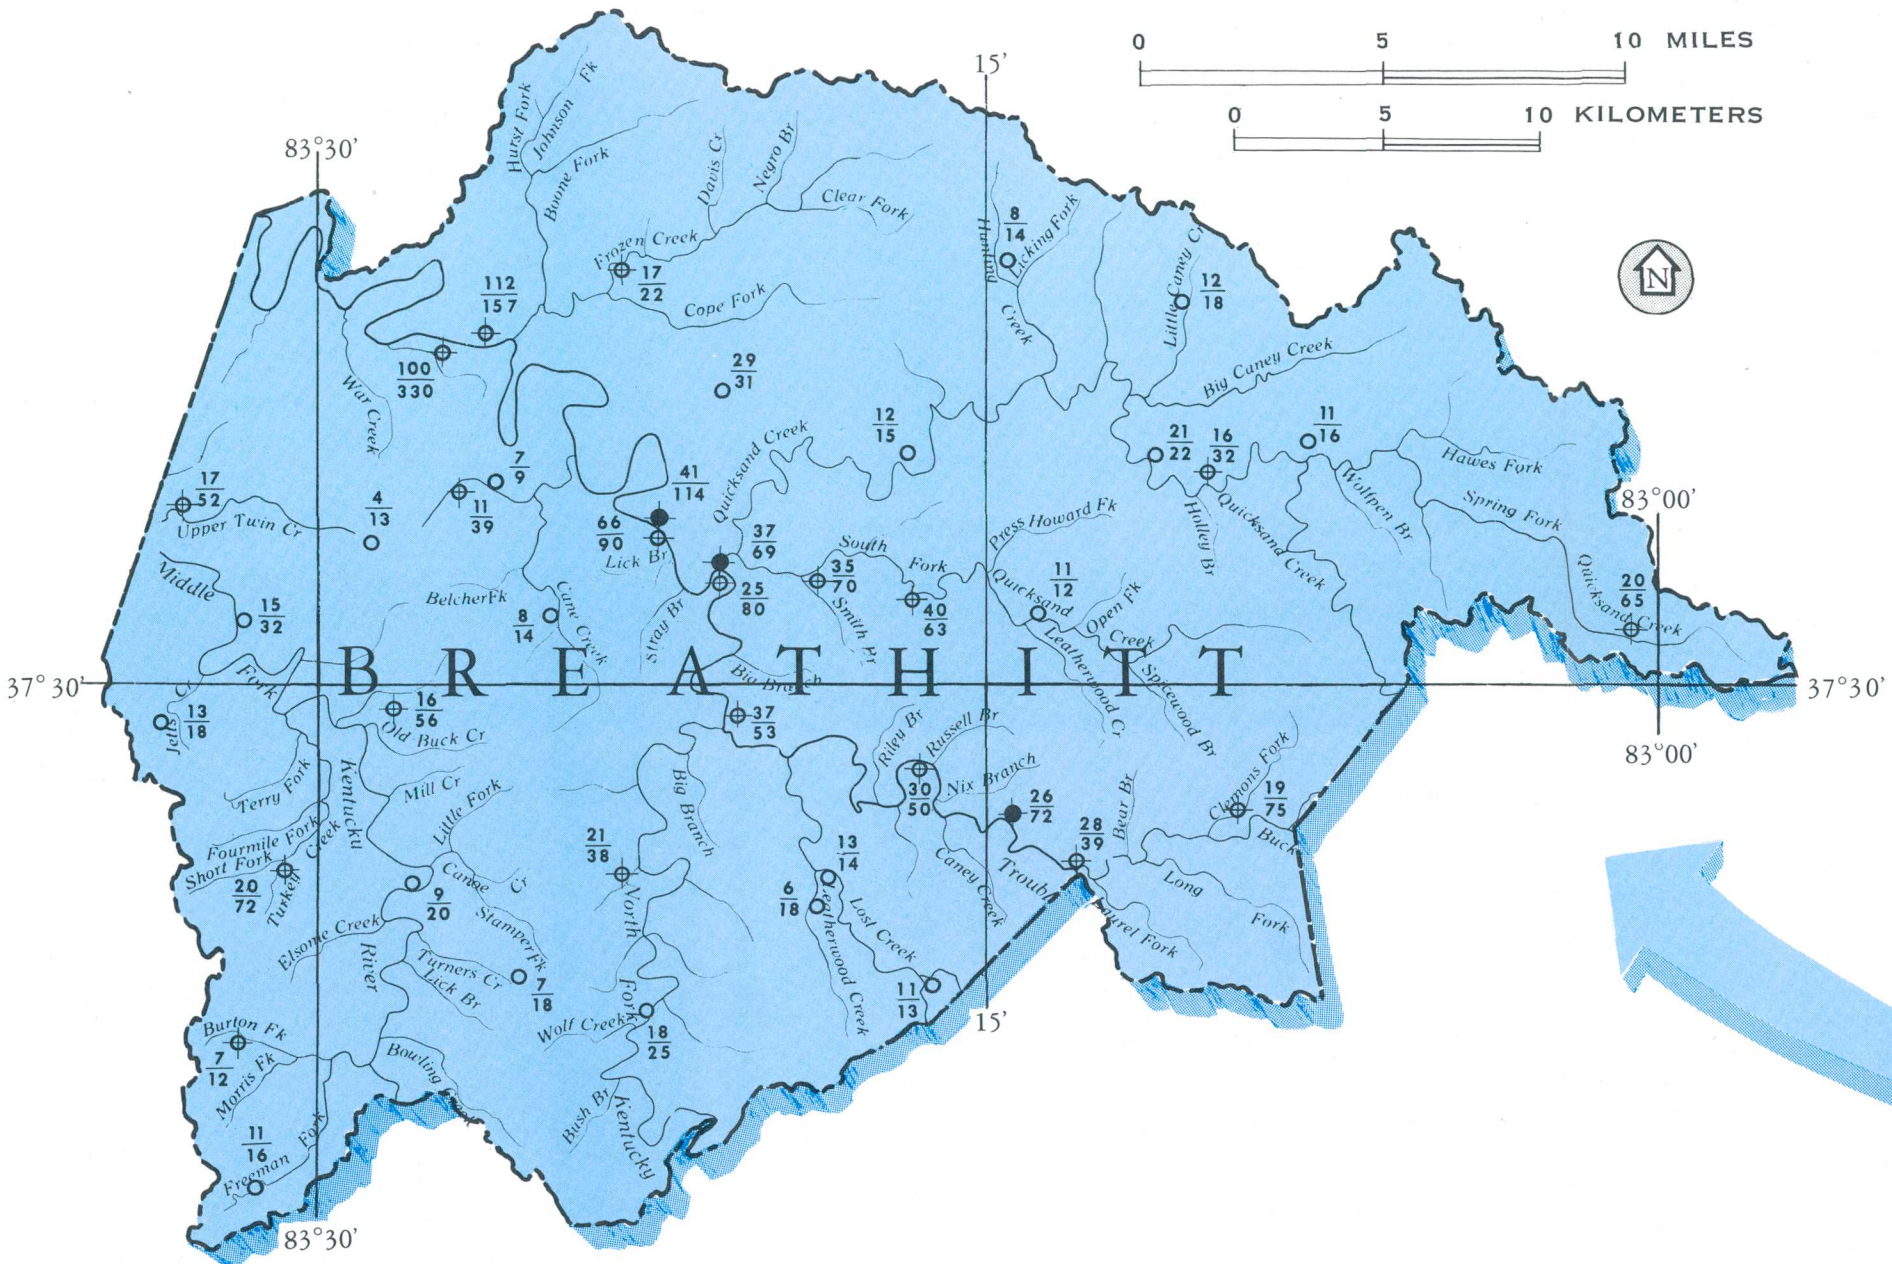 0 5 10 MILES
0 5 10 KILOMETERS
15'
83°30'
N
Hurst Fork
Johnson Fk
Boone Fork
Davis Cr
Negro Br
Clear Fork
Frozen Creek
17
22
Cope Fork
8
14
Hunting
Licking Fork
Creek
Little Caney Cr
12
18
112
157
100
330
War Creek
29
31
Big Caney Creek
12
15
Quicksand Creek
21
22
16
32
11
16
Hawes Fork
Wolfpen Br
Spring Fork
83°00'
17
52
Upper Twin Cr
4
13
7
9
11
39
41
114
66
90
Lick Br
37
69
25
80
South
Fork
35
70
Smith Br
40
63
Press Howard Fk
Quicksand
11
12
Open Fk
Creek
Holley Br
Quicksand Creek
Quicksand Creek
20
65
Middle
15
32
Fork
Belcher Fk
8
14
Cane Creek
Stray Br
Big Branch
Leatherwood Cr
Spicewood Br
BREATHITT
37°30'
37°30'
83°00'
Jetts Cr
13
18
16
56
Old Buck Cr
37
53
Riley Br
Russell Br
30
50
Nix Branch
26
72
28
39
Bear Br
Clemons Fork
19
75
Buck
Long
Fork
Laurel Fork
Troubl
Caney Creek
Terry Fork
Kentucky
Mill Cr
Little Fork
Big Branch
Fourmile Fork
Short Fork
Creek
Turkey
20
72
9
20
Canoe
Cr
Stamper Fk
21
38
North
13
14
6
18
Leatherwood Creek
Lost Creek
11
13
15'
Elsome Creek
River
Turners Cr
Lick Br
7
18
Fork
Wolf Creek
18
25
Burton Fk
7
12
Morris Fk
Bowling
Bush Br
Kentucky
11
16
Freeman
Fork
83°30'